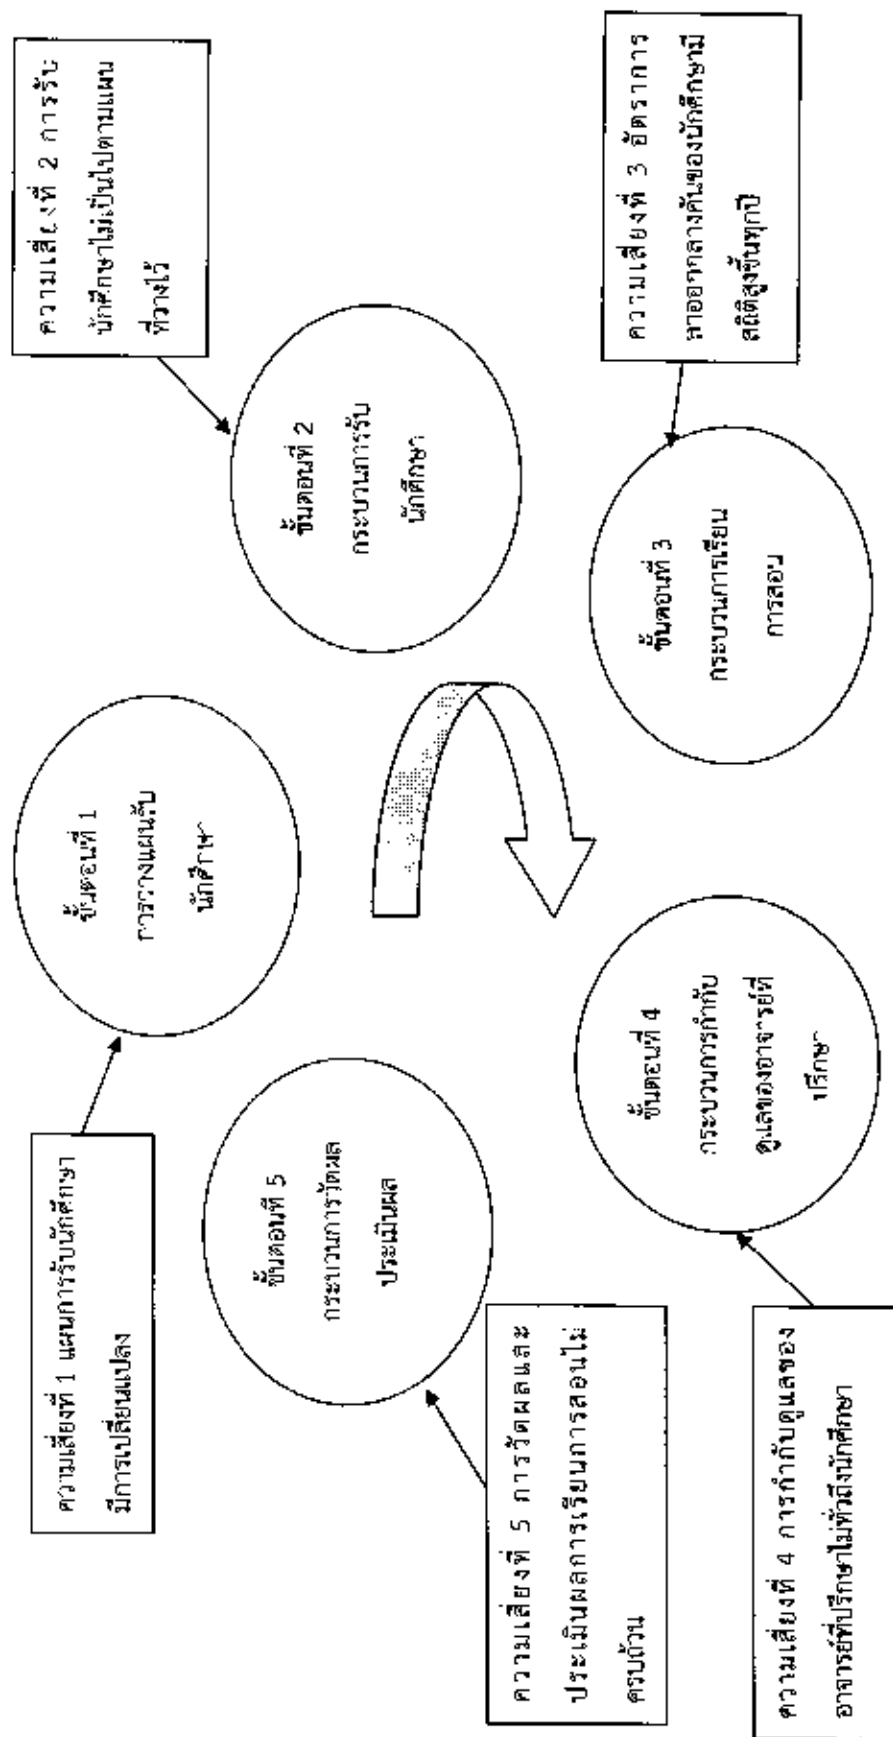 ความเสี่ยงที่ 1 แผนการรับนักศึกษา
มีการเปลี่ยนแปลง
ขั้นตอนที่ 1
การวางแผนรับ
นักศึกษา
ความเสี่ยงที่ 2 การรับ
นักศึกษาไม่เป็นไปตามแผน
ที่วางไว้
ขั้นตอนที่ 2
กระบวนการรับ
นักศึกษา
ความเสี่ยงที่ 3 อัตราการ
ลาออกกลางคันของนักศึกษามี
สถิติสูงขึ้นทุกปี
ขั้นตอนที่ 3
กระบวนการเรียน
การสอน
ขั้นตอนที่ 4
กระบวนการกำกับ
ดูแลของอาจารย์ที่
ปรึกษา
ความเสี่ยงที่ 4 การกำกับดูแลของ
อาจารย์ที่ปรึกษาไม่ทั่วถึงนักศึกษา
ขั้นตอนที่ 5
กระบวนการวัดผล
ประเมินผล
ความเสี่ยงที่ 5 การวัดผลและ
ประเมินผลการเรียนการสอนไม่
ครบถ้วน